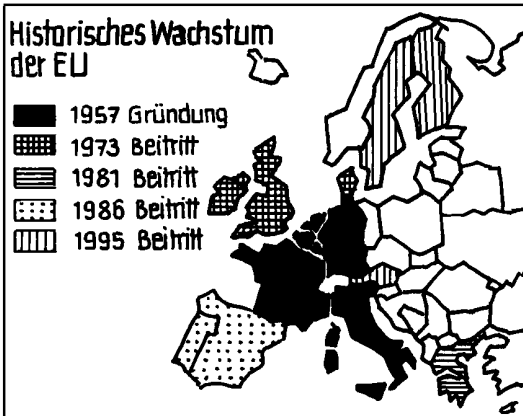 Historisches Wachstum
der EU
1957 Gründung
1973 Beitritt
1981 Beitritt
1986 Beitritt
1995 Beitritt